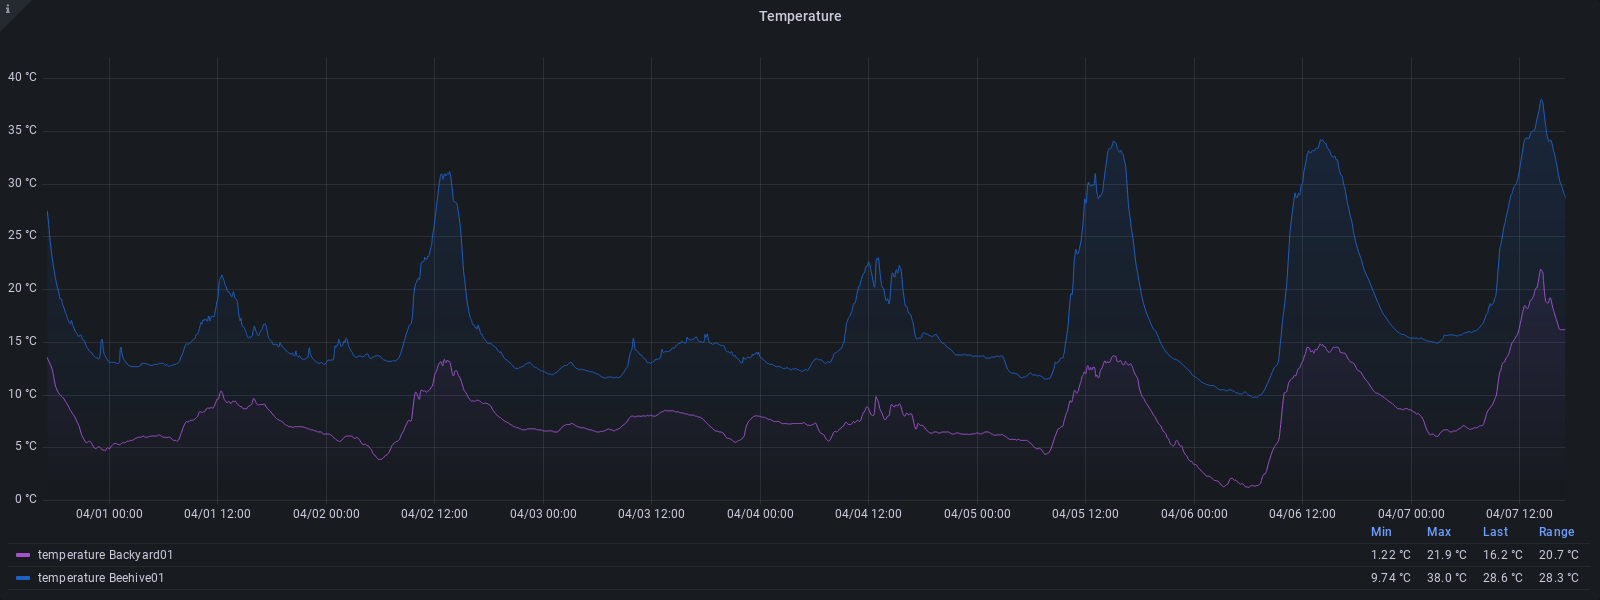 i
Temperature
40 °C
35 °C
30 °C
25 °C
20 °C
15 °C
10 °C
5 °C
0 °C
04/01 00:00 04/01 12:00 04/02 00:00 04/02 12:00 04/03 00:00 04/03 12:00 04/04 00:00 04/04 12:00 04/05 00:00 04/05 12:00 04/06 00:00 04/06 12:00 04/07 00:00 04/07 12:00
Min Max Last Range
temperature Backyard01 1.22 °C 21.9 °C 16.2 °C 20.7 °C
temperature Beehive01 9.74 °C 38.0 °C 28.6 °C 28.3 °C